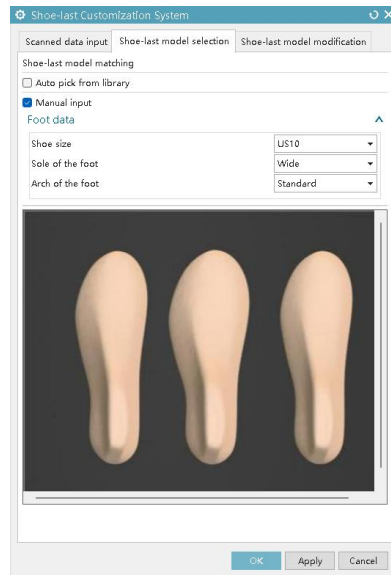 Shoe-last Customization System
Scanned data input Shoe-last model selection Shoe-last model modification
Shoe-last model matching
Auto pick from library
Manual input
Foot data
Shoe size US10
Sole of the foot Wide
Arch of the foot Standard
OK Apply Cancel